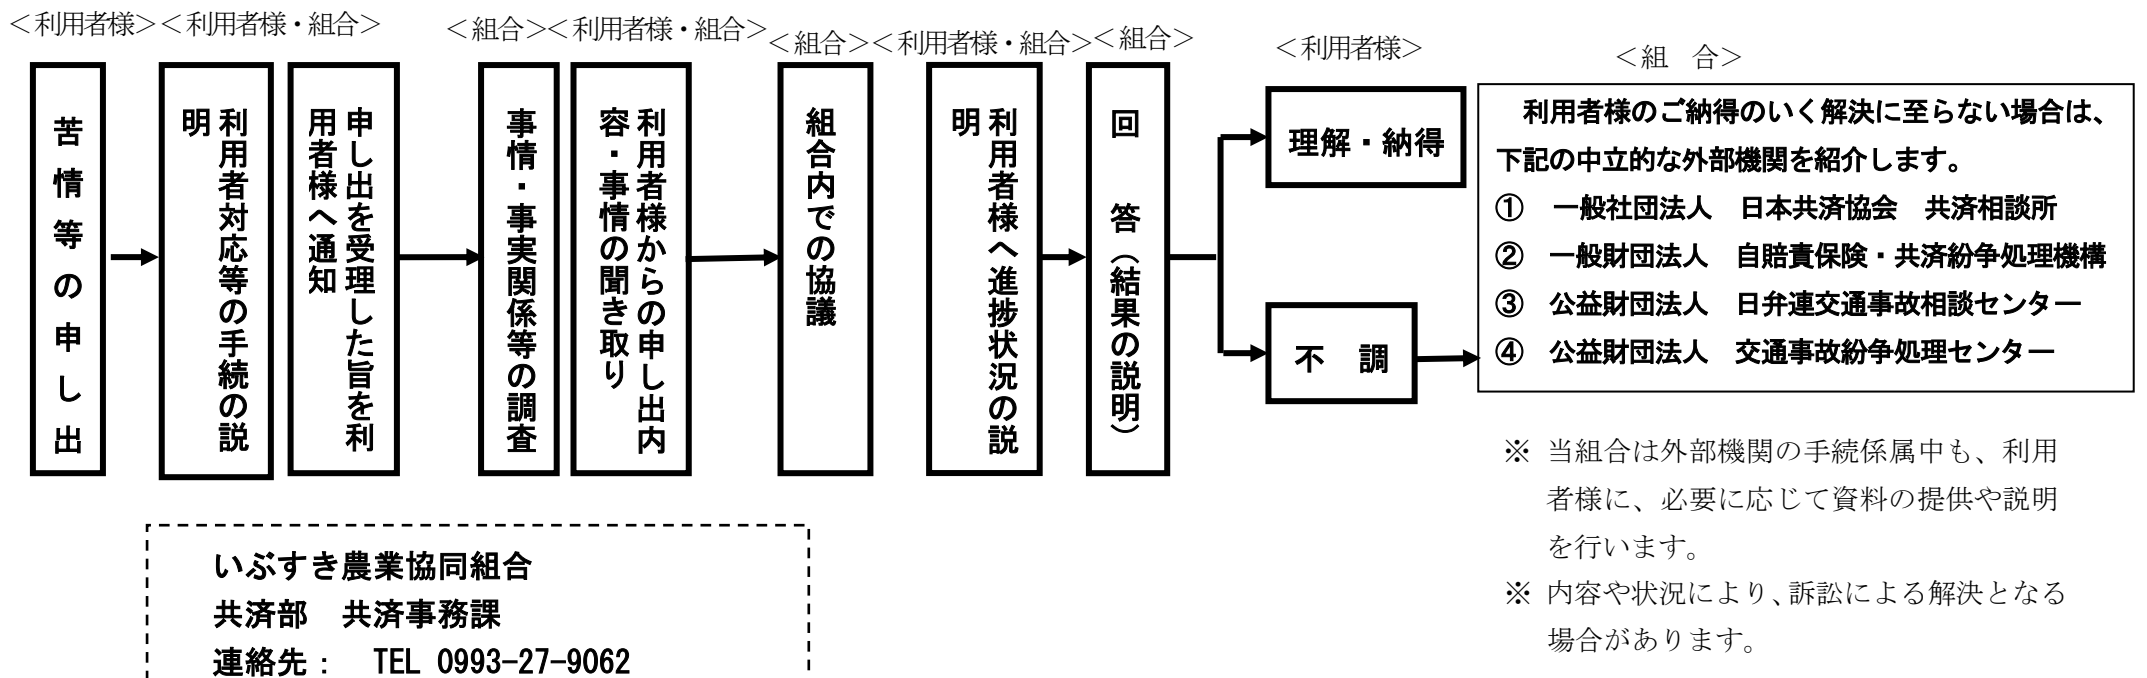 ＜利用者様＞＜利用者様・組合＞
＜組合＞＜利用者様・組合＞
＜組合＞＜利用者様・組合＞＜組合＞
＜利用者様＞
＜組　合＞
苦情等の申し出
利用者対応等の手続の説
明
申し出を受理した旨を利
用者様へ通知
事情・事実関係等の調査
利用者様からの申し出内
容・事情の聞き取り
組合内での協議
利用者様へ進捗状況の説
明
回　答（結果の説明）
理解・納得
不　調
利用者様のご納得のいく解決に至らない場合は、
下記の中立的な外部機関を紹介します。
①　一般社団法人　日本共済協会　共済相談所
②　一般財団法人　自賠責保険・共済紛争処理機構
③　公益財団法人　日弁連交通事故相談センター
④　公益財団法人　交通事故紛争処理センター
※ 当組合は外部機関の手続係属中も、利用
者様に、必要に応じて資料の提供や説明
を行います。
※ 内容や状況により、訴訟による解決となる
場合があります。
いぶすき農業協同組合
共済部　共済事務課
連絡先：　TEL 0993-27-9062